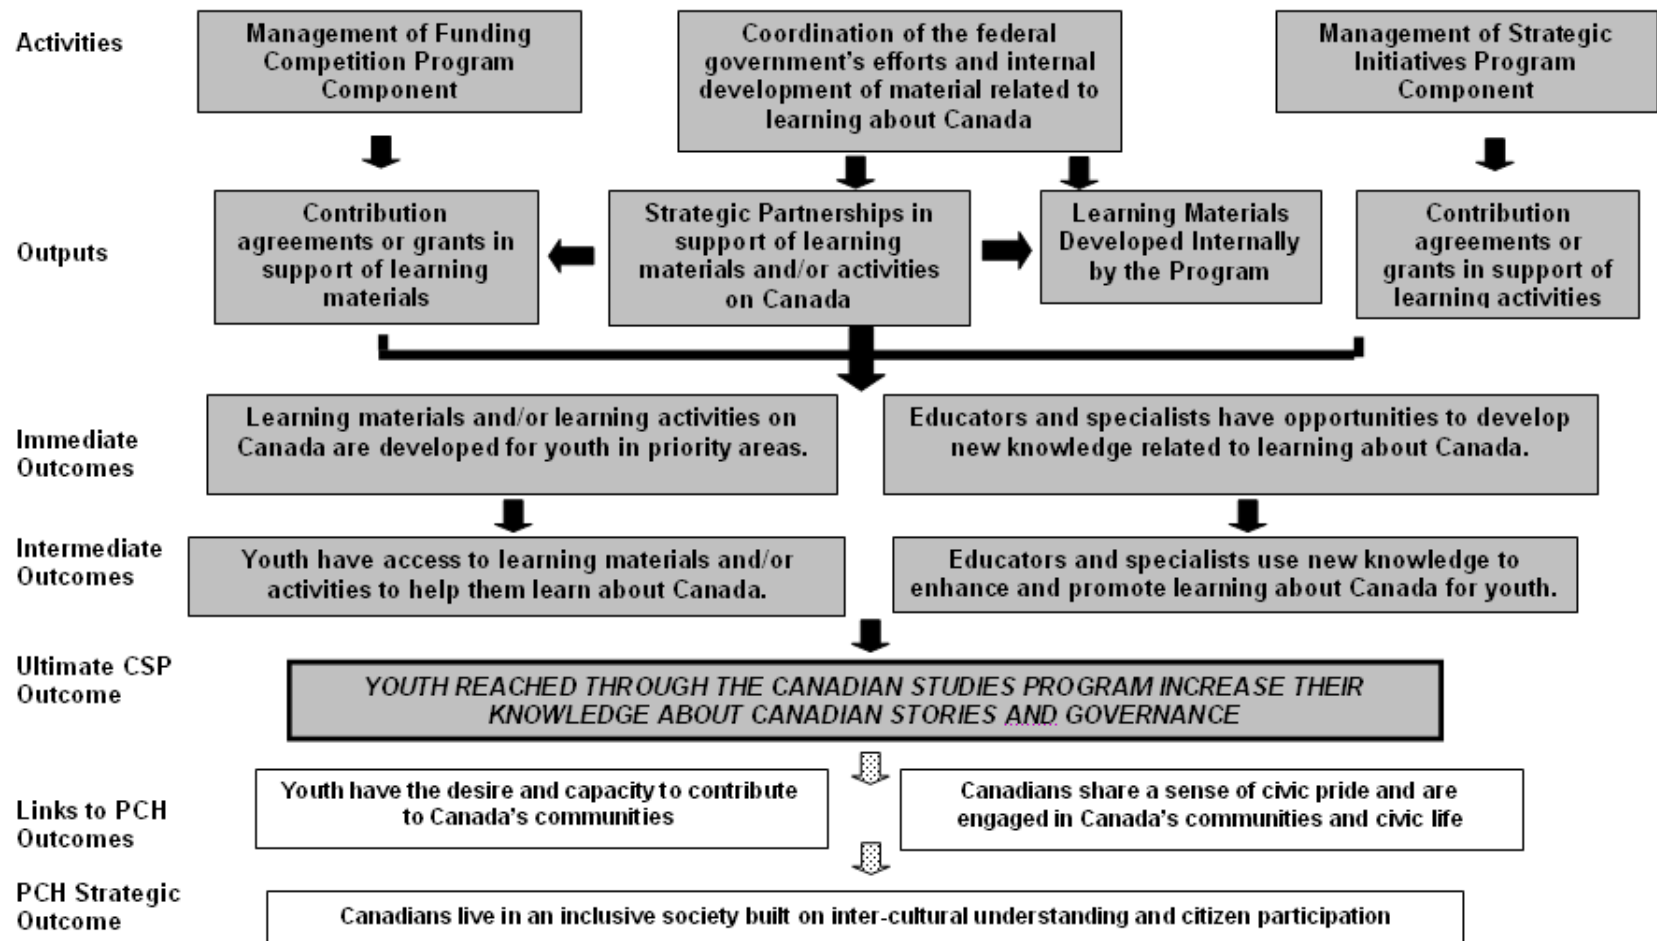 Activities
Management of Funding
Competition Program
Component
Coordination of the federal
government's efforts and internal
development of material related to
learning about Canada
Management of Strategic
Initiatives Program
Component
Outputs
Contribution
agreements or grants in
support of learning
materials
Strategic Partnerships in
support of learning
materials and/or activities
on Canada
Learning Materials
Developed Internally
by the Program
Contribution
agreements or
grants in support of
learning activities
Immediate
Outcomes
Learning materials and/or learning activities on
Canada are developed for youth in priority areas.
Educators and specialists have opportunities to develop
new knowledge related to learning about Canada.
Intermediate
Outcomes
Youth have access to learning materials and/or
activities to help them learn about Canada.
Educators and specialists use new knowledge to
enhance and promote learning about Canada for youth.
Ultimate CSP
Outcome
YOUTH REACHED THROUGH THE CANADIAN STUDIES PROGRAM INCREASE THEIR
KNOWLEDGE ABOUT CANADIAN STORIES AND GOVERNANCE
Links to PCH
Outcomes
Youth have the desire and capacity to contribute
to Canada's communities
Canadians share a sense of civic pride and are
engaged in Canada's communities and civic life
PCH Strategic
Outcome
Canadians live in an inclusive society built on inter-cultural understanding and citizen participation